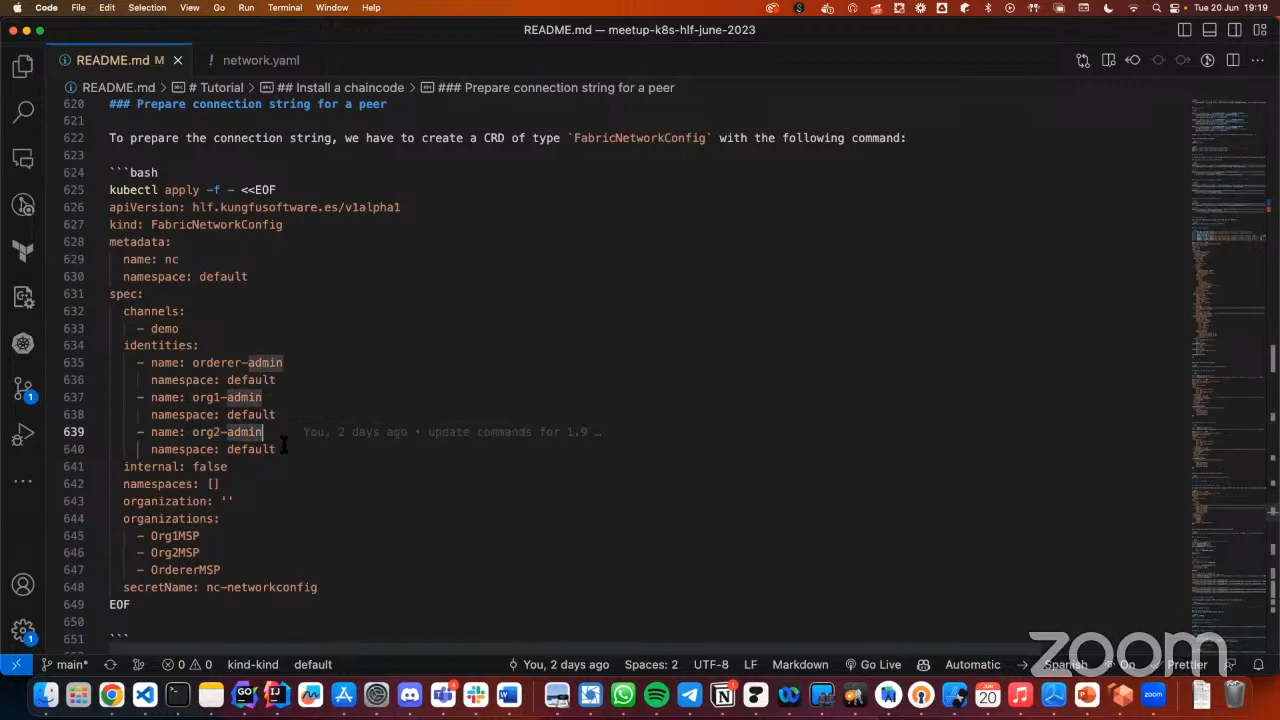 Code File Edit Selection View Go Run Terminal Window Help Tue 20 Jun 19:19
README.md — meetup-k8s-hlf-june-2023
README.md M network.yaml
README.md > # Tutorial > ## Install a chaincode > ### Prepare connection string for a peer
620 ### Prepare connection string for a peer
621
622 To prepare the connection string, we have to create a CRD of type `FabricNetworkConfig` with the following command:
623
624 ```bash
625 kubectl apply -f - <<EOF
626 apiVersion: hlf.kungfusoftware.es/v1alpha1
627 kind: FabricNetworkConfig
628 metadata:
629 name: nc
630 namespace: default
631 spec:
632 channels:
633 - demo
634 identities:
635 - name: orderer-admin
636 namespace: default
637 - name: org1-admin
638 namespace: default
639 - name: org2-admin You, 2 days ago • update commands for 1.9 …
640 namespace: default
641 internal: false
642 namespaces: []
643 organization: ''
644 organizations:
645 - Org1MSP
646 - Org2MSP
647 - OrdererMSP
648 secretName: nc-networkconfig
649 EOF
650
651 ```
main* 0 0 kind-kind default You, 2 days ago Spaces: 2 UTF-8 LF Markdown Go Live Automatic Spanish On Prettier
zoom